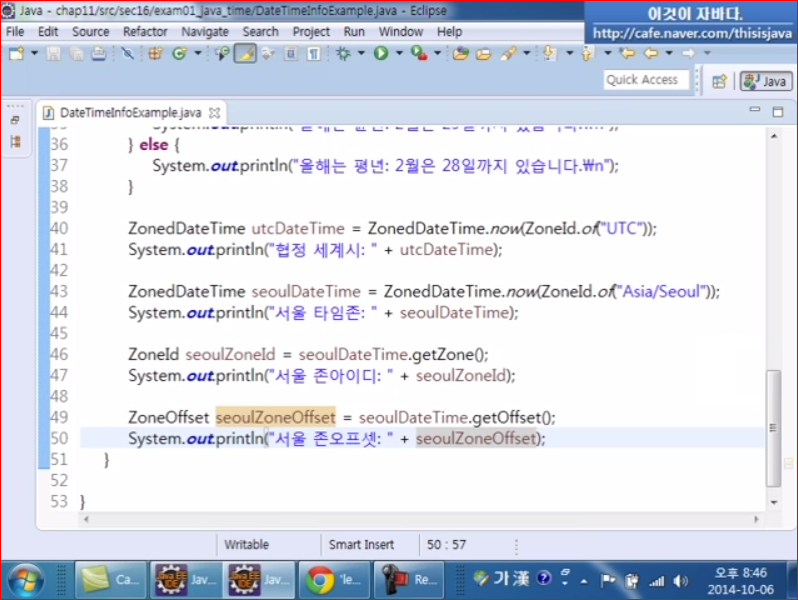 Java - chap11/src/sec16/exam01_java_time/DateTimeInfoExample.java - Eclipse
이것이 자바다.
http://cafe.naver.com/thisisjava
File Edit Source Refactor Navigate Search Project Run Window Help
Quick Access
Java
DateTimeInfoExample.java
36 } else {
37 System.out.println("올해는 평년: 2월은 28일까지 있습니다.₩n");
38 }
39
40 ZonedDateTime utcDateTime = ZonedDateTime.now(ZoneId.of("UTC"));
41 System.out.println("협정 세계시: " + utcDateTime);
42
43 ZonedDateTime seoulDateTime = ZonedDateTime.now(ZoneId.of("Asia/Seoul"));
44 System.out.println("서울 타임존: " + seoulDateTime);
45
46 ZoneId seoulZoneId = seoulDateTime.getZone();
47 System.out.println("서울 존아이디: " + seoulZoneId);
48
49 ZoneOffset seoulZoneOffset = seoulDateTime.getOffset();
50 System.out.println("서울 존오프셋: " + seoulZoneOffset);
51 }
52
53 }
Writable Smart Insert 50 : 57
Ca... Jav... Jav... 'le... Re... 가 漢
오후 8:46
2014-10-06